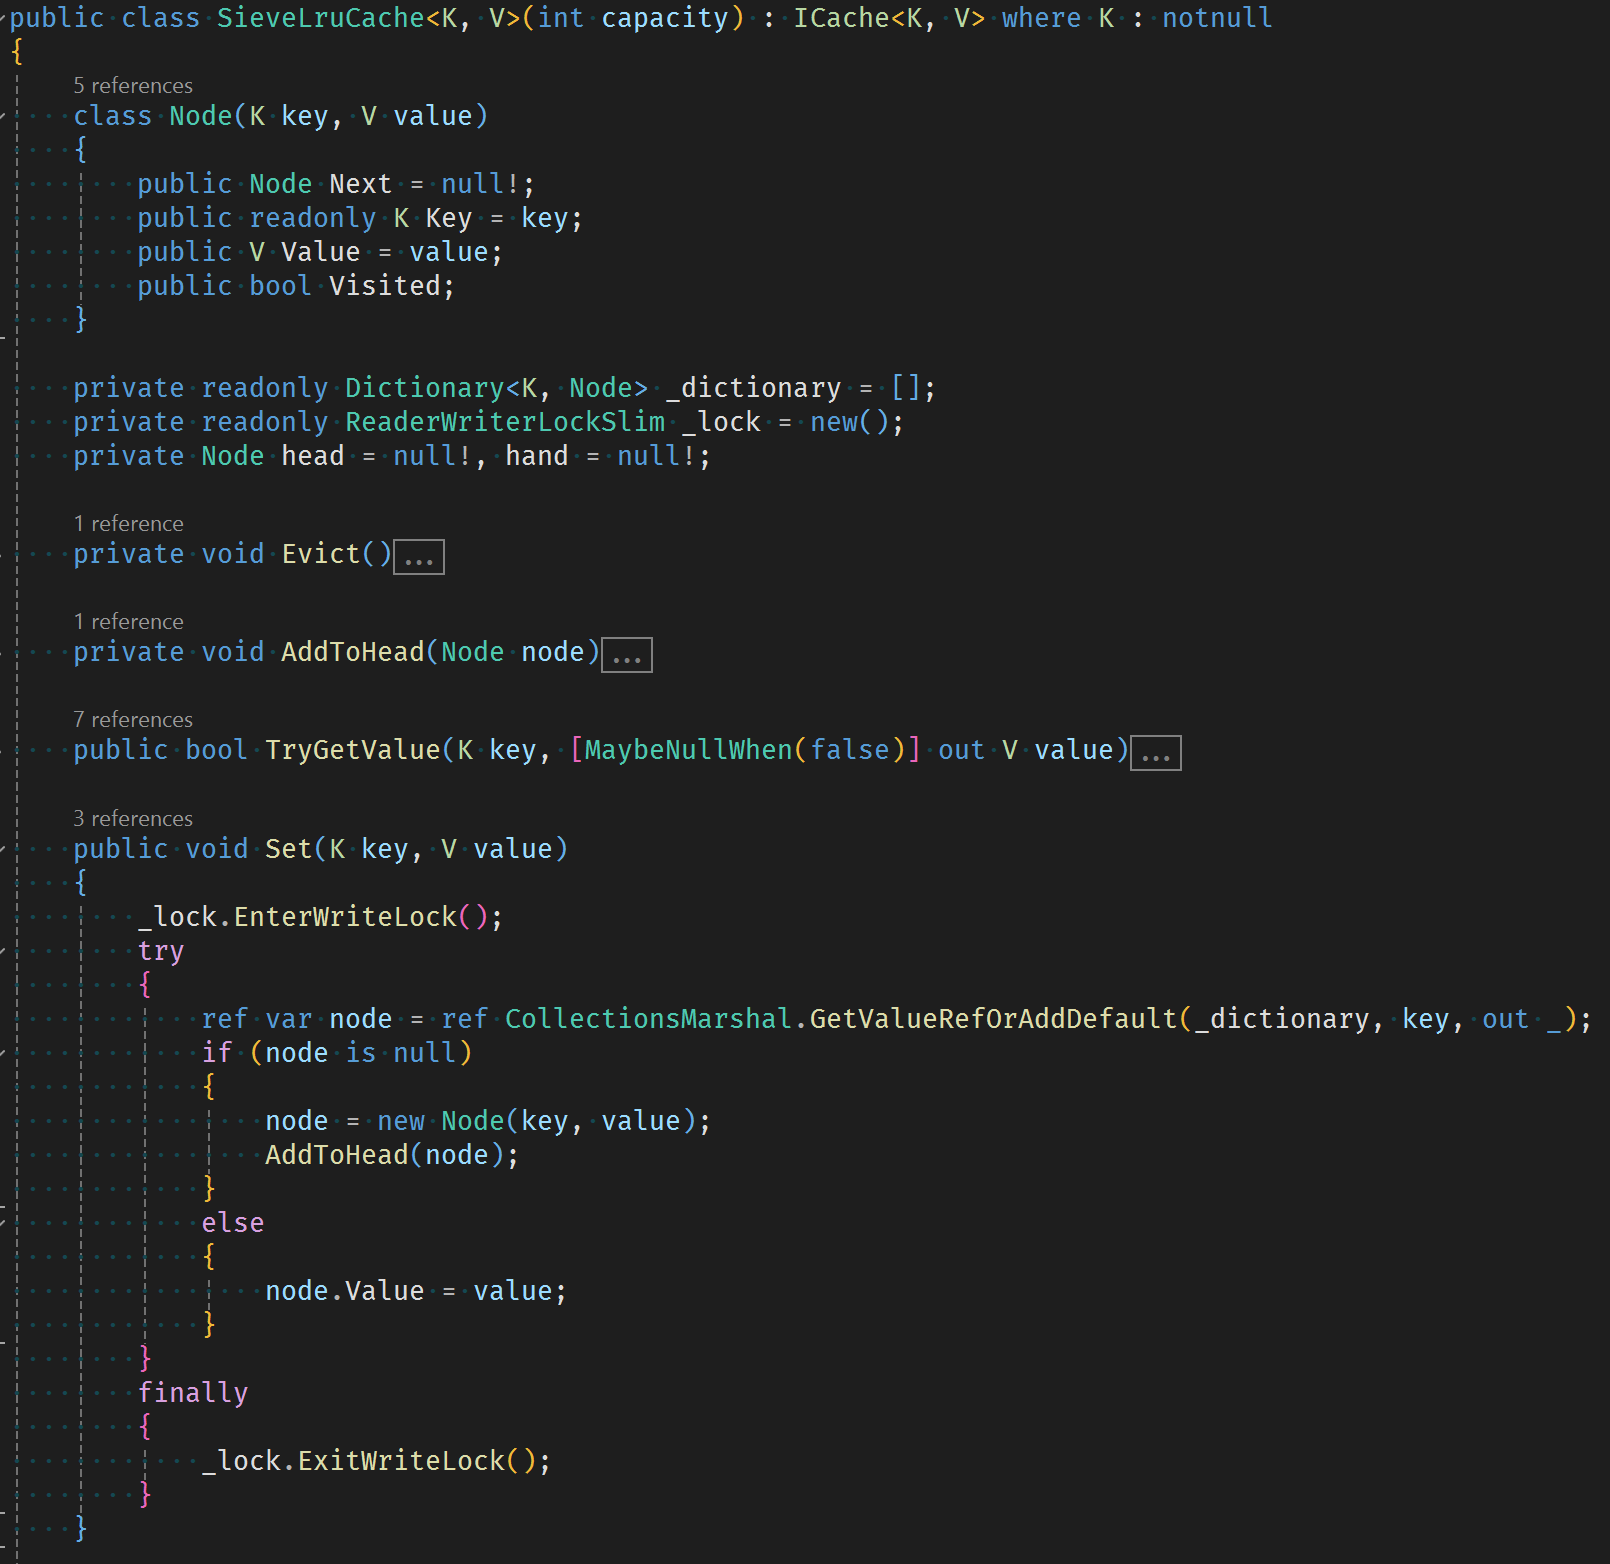 public class SieveLruCache<K, V>(int capacity) : ICache<K, V> where K : notnull
{
5 references
class Node(K key, V value)
{
public Node Next = null!;
public readonly K Key = key;
public V Value = value;
public bool Visited;
}
private readonly Dictionary<K, Node> _dictionary = [];
private readonly ReaderWriterLockSlim _lock = new();
private Node head = null!, hand = null!;
1 reference
private void Evict()...
1 reference
private void AddToHead(Node node)...
7 references
public bool TryGetValue(K key, [MaybeNullWhen(false)] out V value)...
3 references
public void Set(K key, V value)
{
_lock.EnterWriteLock();
try
{
ref var node = ref CollectionsMarshal.GetValueRefOrAddDefault(_dictionary, key, out _);
if (node is null)
{
node = new Node(key, value);
AddToHead(node);
}
else
{
node.Value = value;
}
}
finally
{
_lock.ExitWriteLock();
}
}